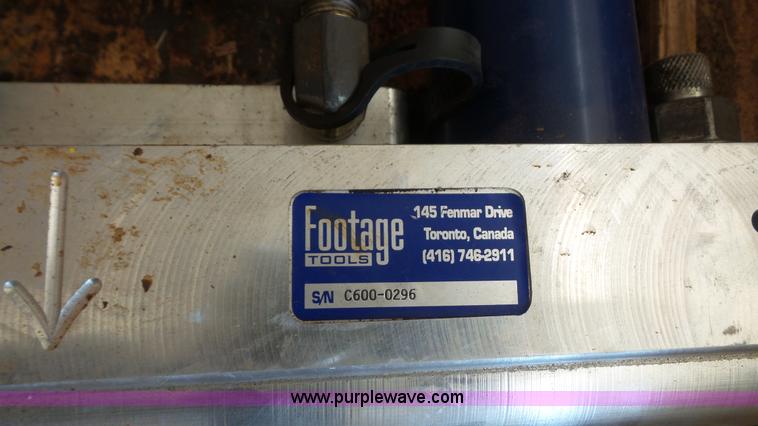 Footage
TOOLS
145 Fenmar Drive
Toronto, Canada
(416) 746-2911
S/N C600-0296
www.purplewave.com